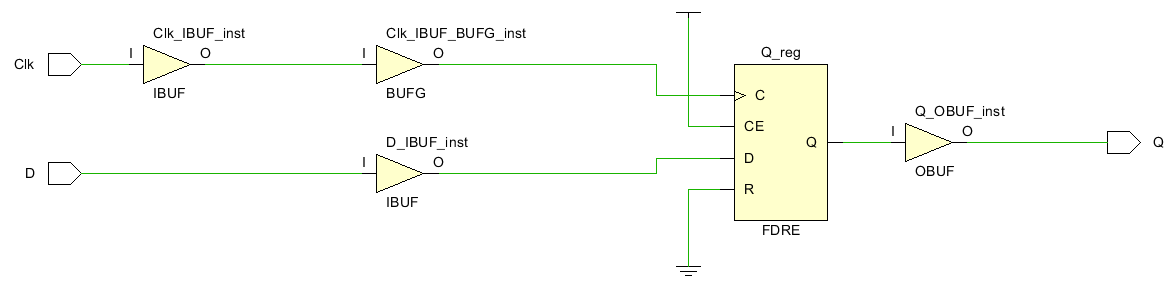 Clk_IBUF_inst
Clk_IBUF_BUFG_inst
Q_reg
I
O
I
O
Clk
IBUF
BUFG
C
CE
Q_OBUF_inst
D_IBUF_inst
I
O
Q
I
O
Q
D
D
IBUF
R
OBUF
FDRE